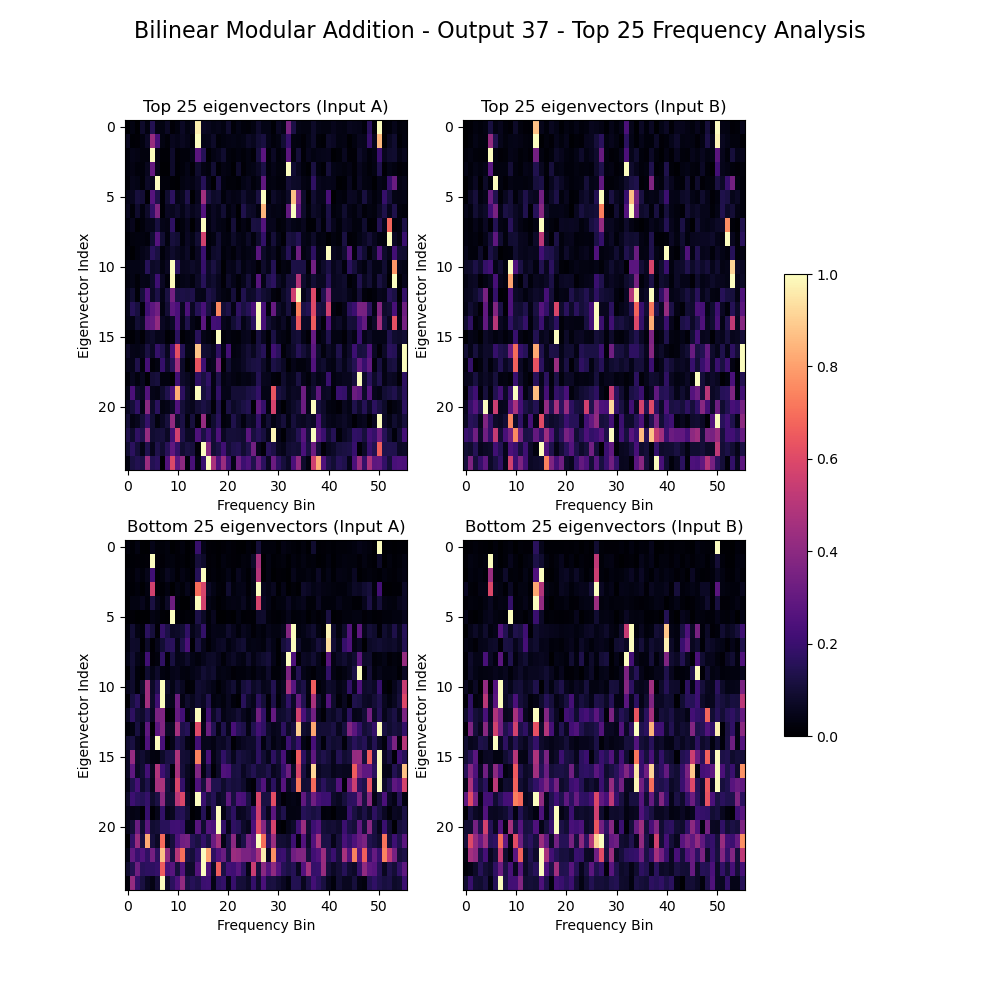 Bilinear Modular Addition - Output 37 - Top 25 Frequency Analysis
Top 25 eigenvectors (Input A)
Top 25 eigenvectors (Input B)
Eigenvector Index
0
5
10
15
20
0 10 20 30 40 50
Frequency Bin
Eigenvector Index
0
5
10
15
20
0 10 20 30 40 50
Frequency Bin
1.0
0.8
0.6
0.4
0.2
0.0
Bottom 25 eigenvectors (Input A)
Bottom 25 eigenvectors (Input B)
Eigenvector Index
0
5
10
15
20
0 10 20 30 40 50
Frequency Bin
Eigenvector Index
0
5
10
15
20
0 10 20 30 40 50
Frequency Bin